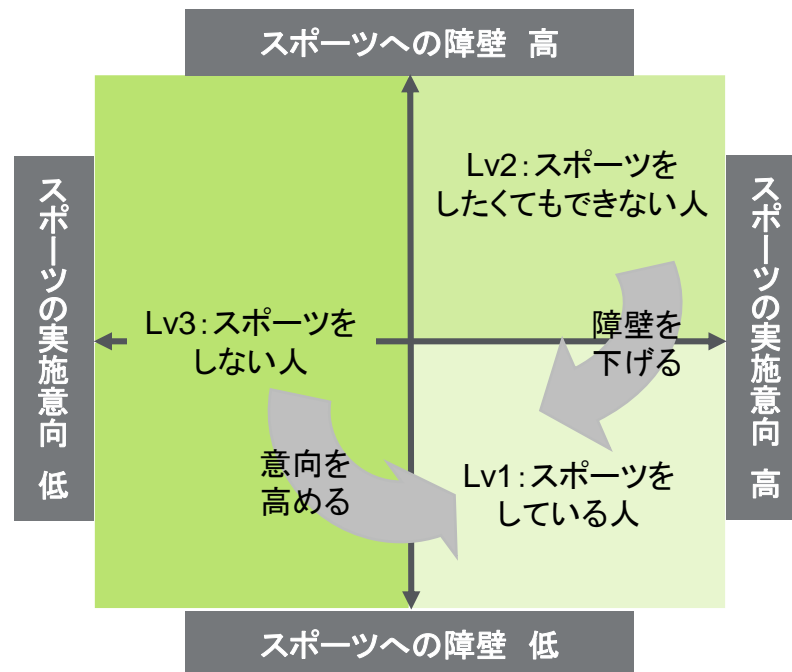 スポーツへの障壁 高
スポーツの実施意向 低
Lv2：スポーツを
したくてもできない人
スポーツの実施意向 高
Lv3：スポーツを
しない人
障壁を
下げる
意向を
高める
Lv1：スポーツを
している人
スポーツへの障壁 低